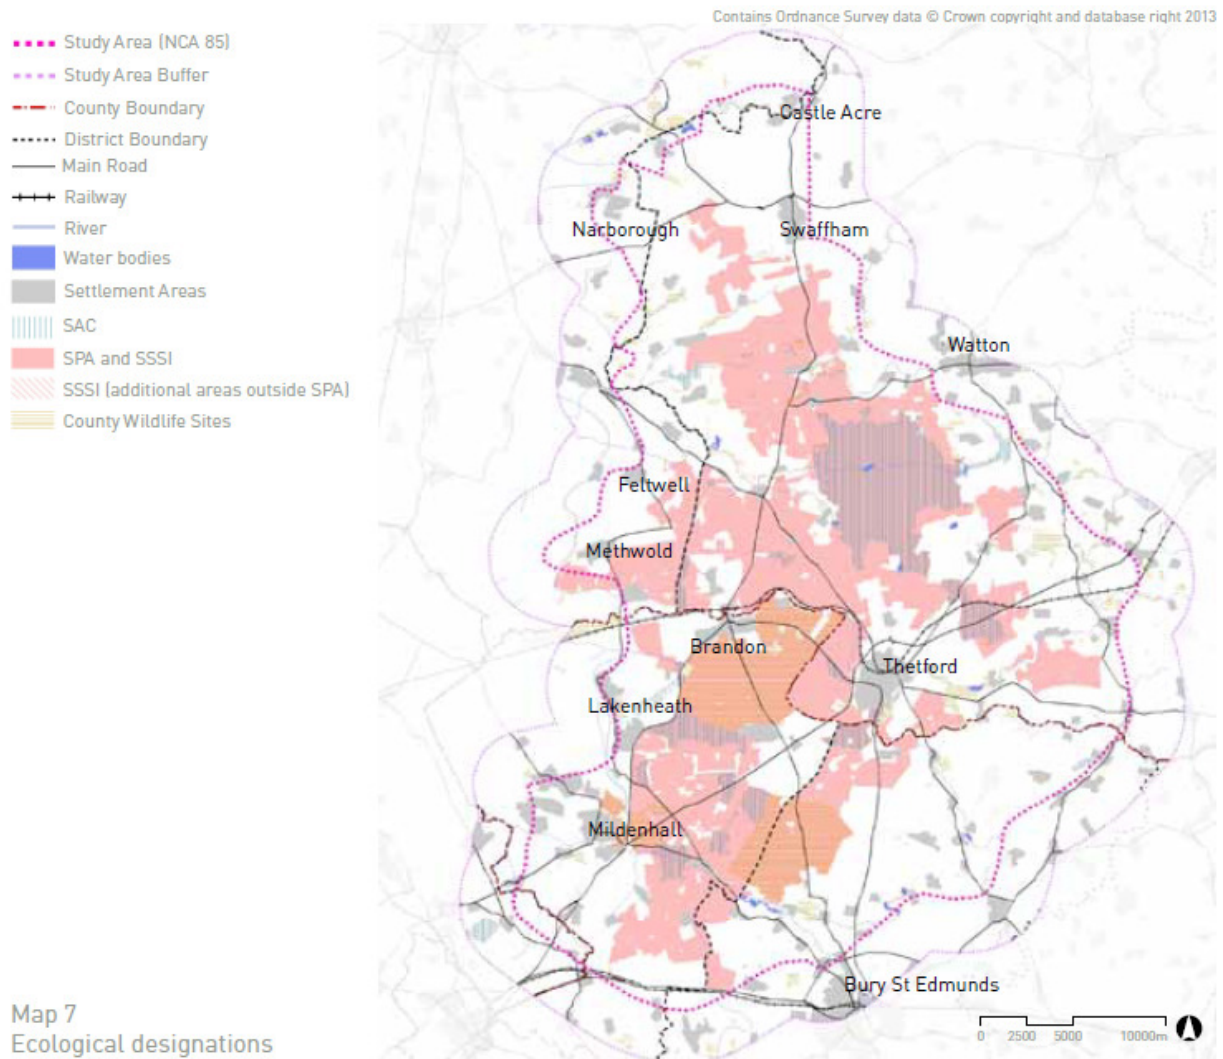 Contains Ordnance Survey data © Crown copyright and database right 2013
Study Area (NCA 85)
Study Area Buffer
County Boundary
District Boundary
Main Road
Railway
River
Water bodies
Settlement Areas
SAC
SPA and SSSI
SSSI (additional areas outside SPA)
County Wildlife Sites
Castle Acre
Narborough
Swaffham
Watton
Feltwell
Methwold
Brandon
Thetford
Lakenheath
Mildenhall
Bury St Edmunds
Map 7
Ecological designations
0 2500 5000 10000m